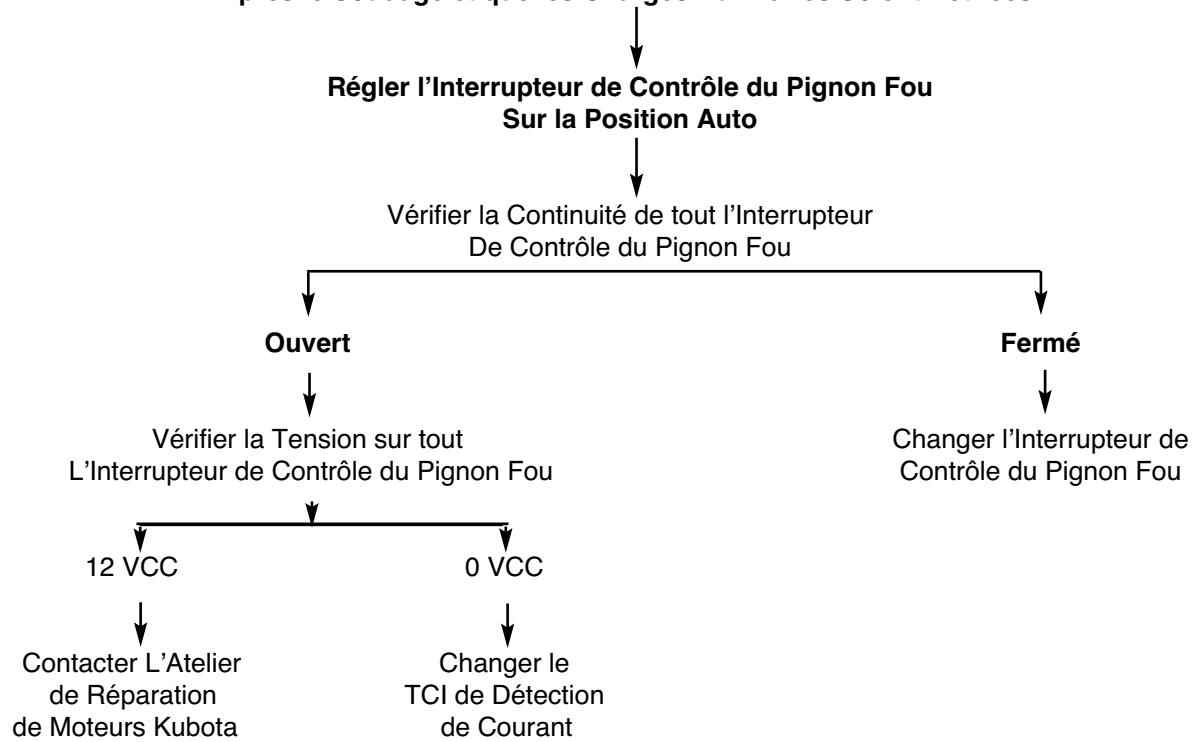 Régler l'Interrupteur de Contrôle du Pignon Fou
Sur la Position Auto
Vérifier la Continuité de tout l'Interrupteur
De Contrôle du Pignon Fou
Ouvert
Fermé
Vérifier la Tension sur tout
L'Interrupteur de Contrôle du Pignon Fou
Changer l'Interrupteur de
Contrôle du Pignon Fou
12 VCC
0 VCC
Contacter L'Atelier
de Réparation
de Moteurs Kubota
Changer le
TCI de Détection
de Courant